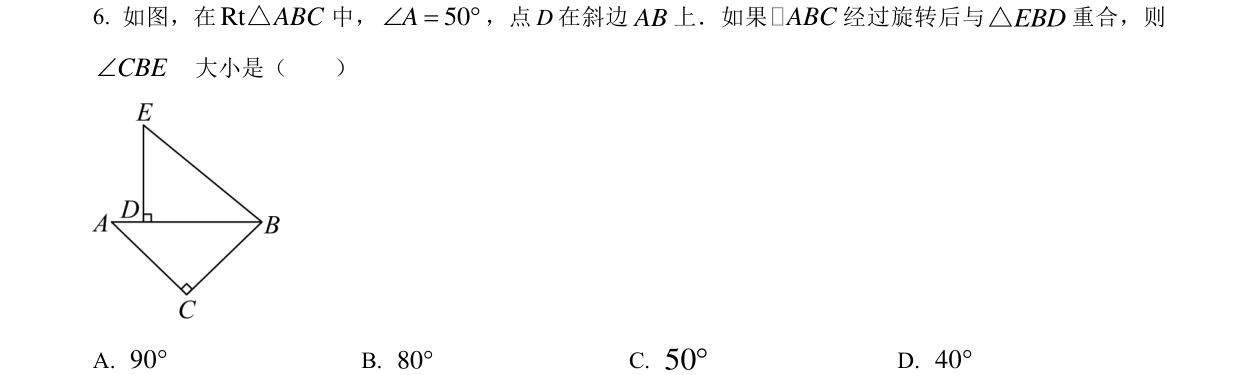 6. 如图，在Rt△ABC中，∠A=50°，点D在斜边AB上．如果□ABC经过旋转后与△EBD重合，则
∠CBE 大小是（　　）
E
A D B
C
A. 90° B. 80° C. 50° D. 40°